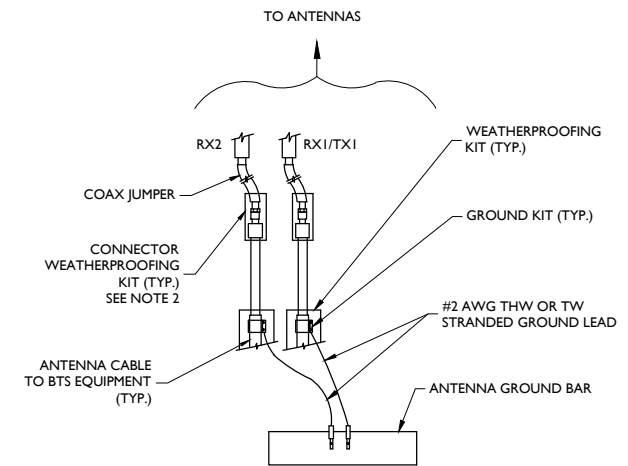 TO ANTENNAS
RX2
RX1/TX1
WEATHERPROOFING
KIT (TYP.)
COAX JUMPER
GROUND KIT (TYP.)
CONNECTOR
WEATHERPROOFING
KIT (TYP.)
SEE NOTE 2
#2 AWG THW OR TW
STRANDED GROUND LEAD
ANTENNA CABLE
TO BTS EQUIPMENT
(TYP.)
ANTENNA GROUND BAR